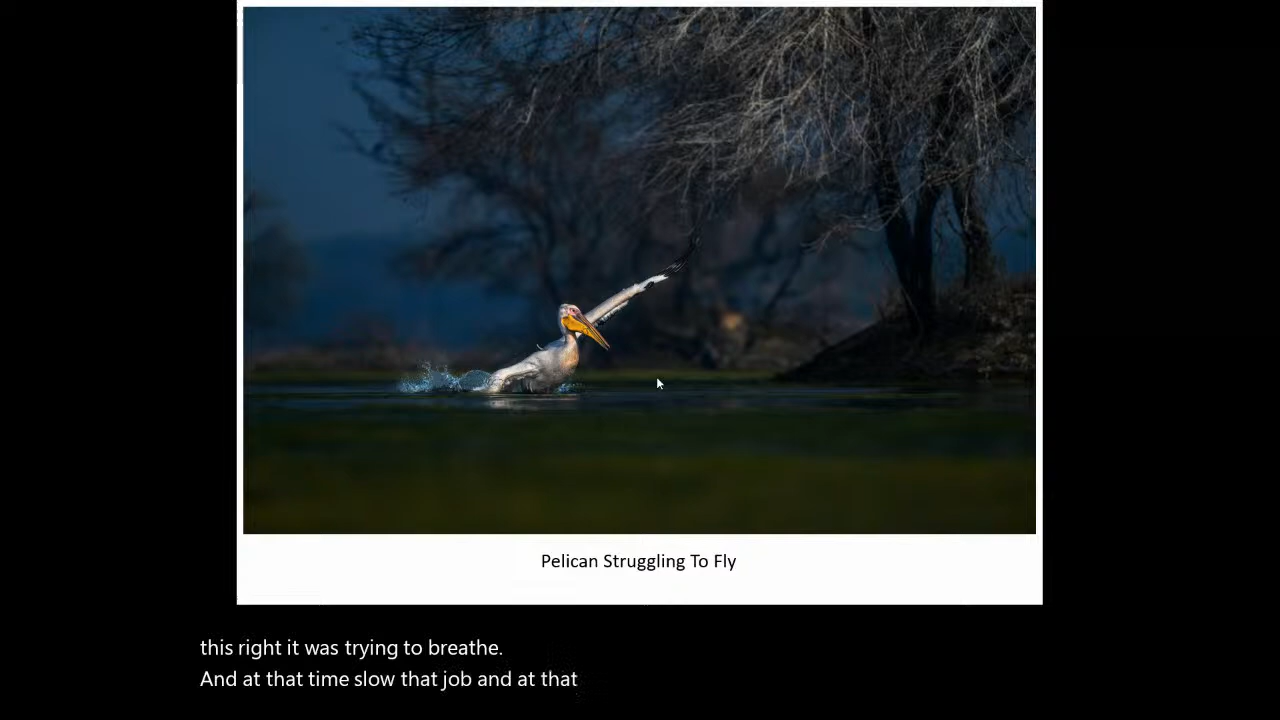 Pelican Struggling To Fly
this right it was trying to breathe.
And at that time slow that job and at that